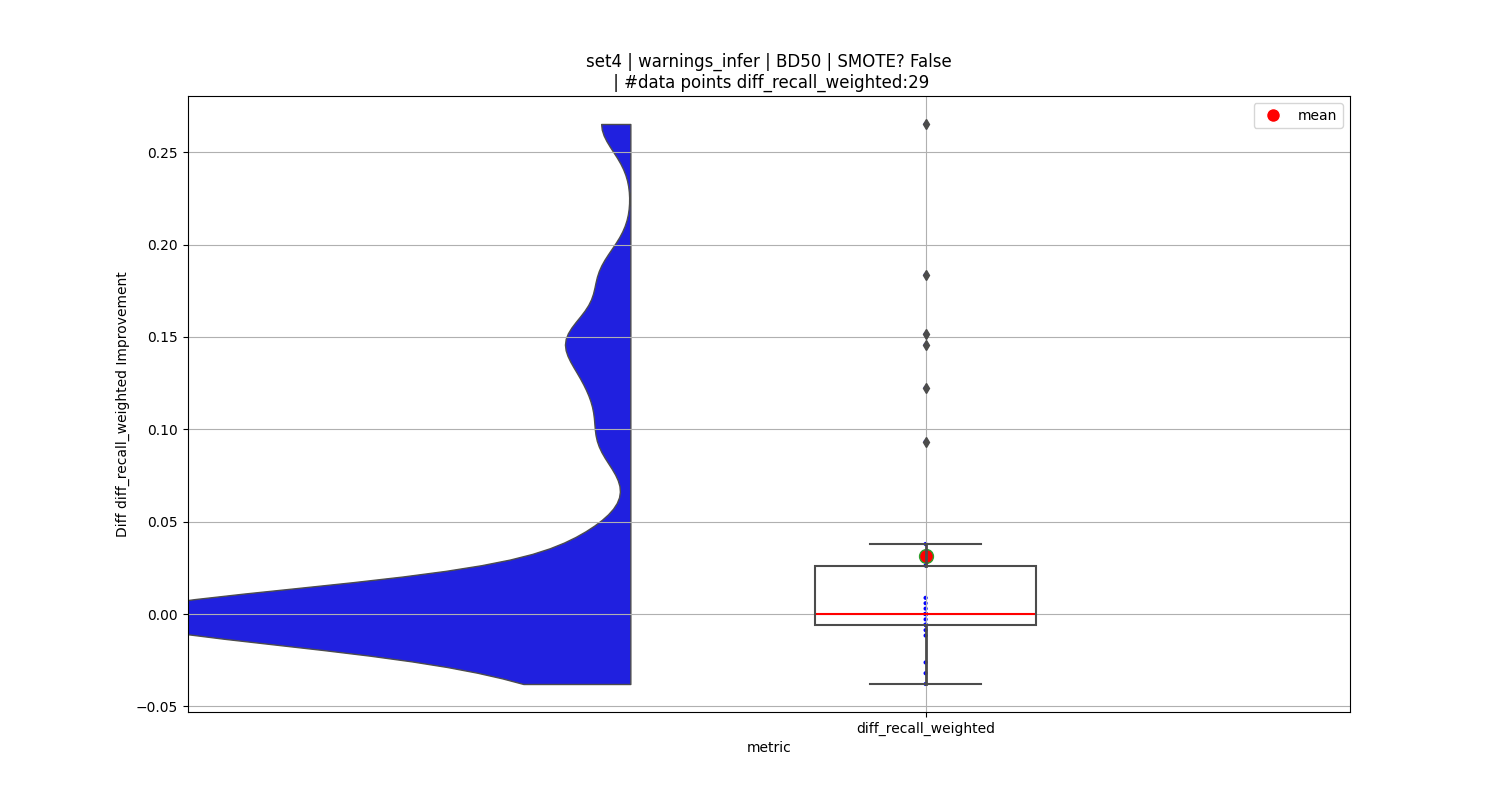 set4 | warnings_infer | BD50 | SMOTE? False
| #data points diff_recall_weighted:29
mean
0.25
0.20
0.15
0.10
0.05
0.00
−0.05
Diff diff_recall_weighted Improvement
diff_recall_weighted
metric